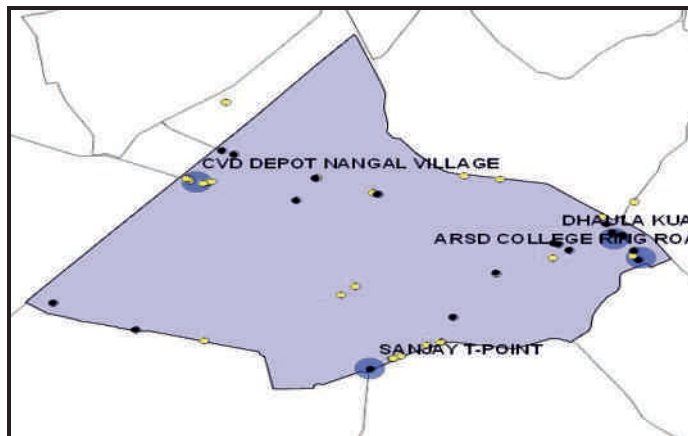 CVD DEPOT NANGAL VILLAGE
DHAULA KUA
ARSD COLLEGE RING ROA
SANJAY T-POINT